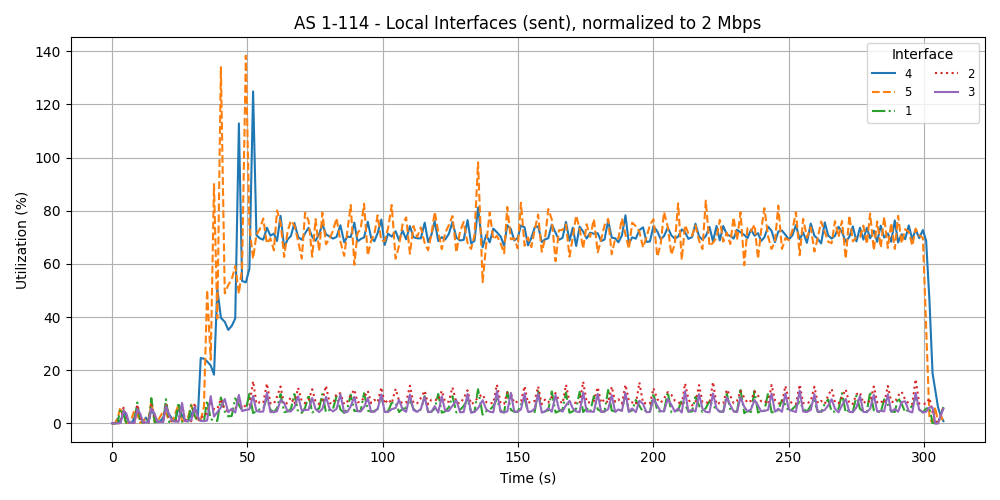 AS 1-114 - Local Interfaces (sent), normalized to 2 Mbps
Utilization (%)
140
120
100
80
60
40
20
0
0 50 100 150 200 250 300
Time (s)
Interface
4 2
5 3
1